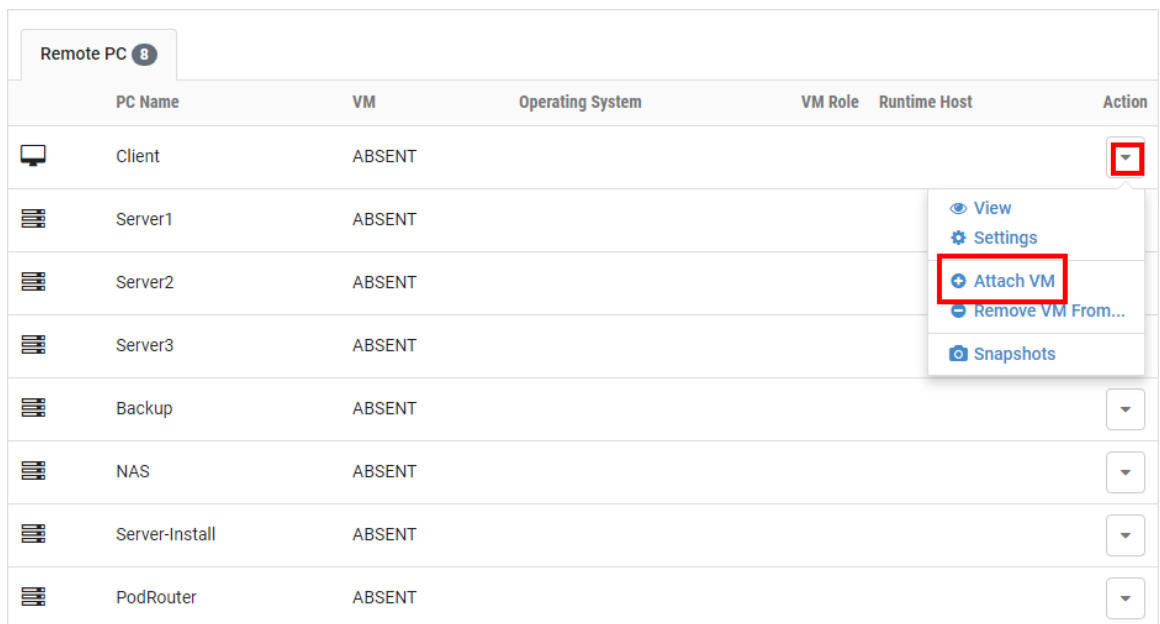 Remote PC 8
PC Name VM Operating System VM Role Runtime Host Action
Client ABSENT
View
Server1 ABSENT
Settings
Attach VM
Server2 ABSENT
Remove VM From...
Server3 ABSENT
Snapshots
Backup ABSENT
NAS ABSENT
Server-Install ABSENT
PodRouter ABSENT